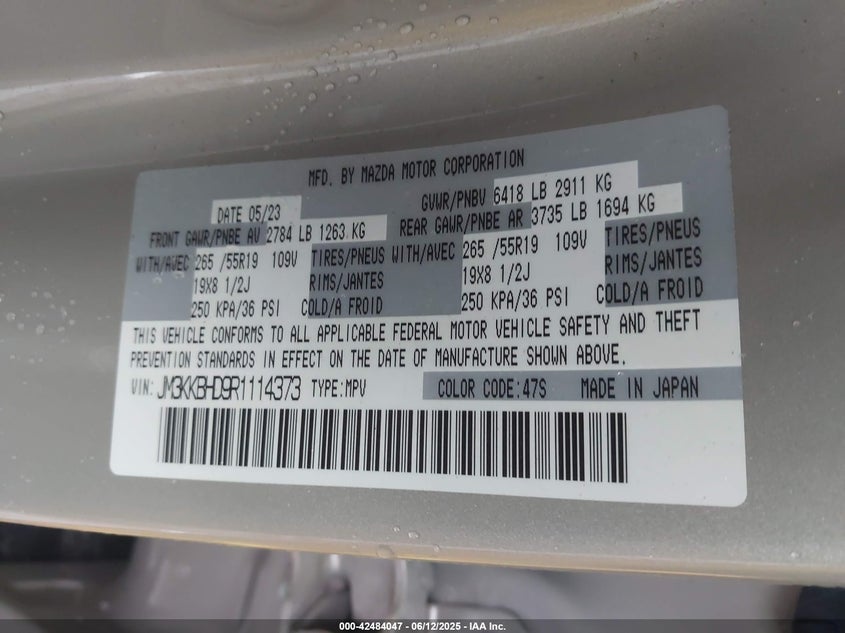 MFD. BY MAZDA MOTOR CORPORATION
DATE 05/23 GVWR/PNBV 6418 LB 2911 KG
FRONT GAWR/PNBE AV 2784 LB 1263 KG REAR GAWR/PNBE AR 3735 LB 1694 KG
WITH/AVEC 265 /55R19 109V TIRES/PNEUS WITH/AVEC 265 /55R19 109V TIRES/PNEUS
19X8 1/2J RIMS/JANTES 19X8 1/2J RIMS/JANTES
250 KPA/36 PSI COLD/A FROID 250 KPA/36 PSI COLD/A FROID
THIS VEHICLE CONFORMS TO ALL APPLICABLE FEDERAL MOTOR VEHICLE SAFETY AND THEFT
PREVENTION STANDARDS IN EFFECT ON THE DATE OF MANUFACTURE SHOWN ABOVE.
VIN: JM3KKBHD9R1114373 TYPE:MPV COLOR CODE:47S MADE IN JAPAN
000-42484047 - 06/12/2025 - IAA Inc.